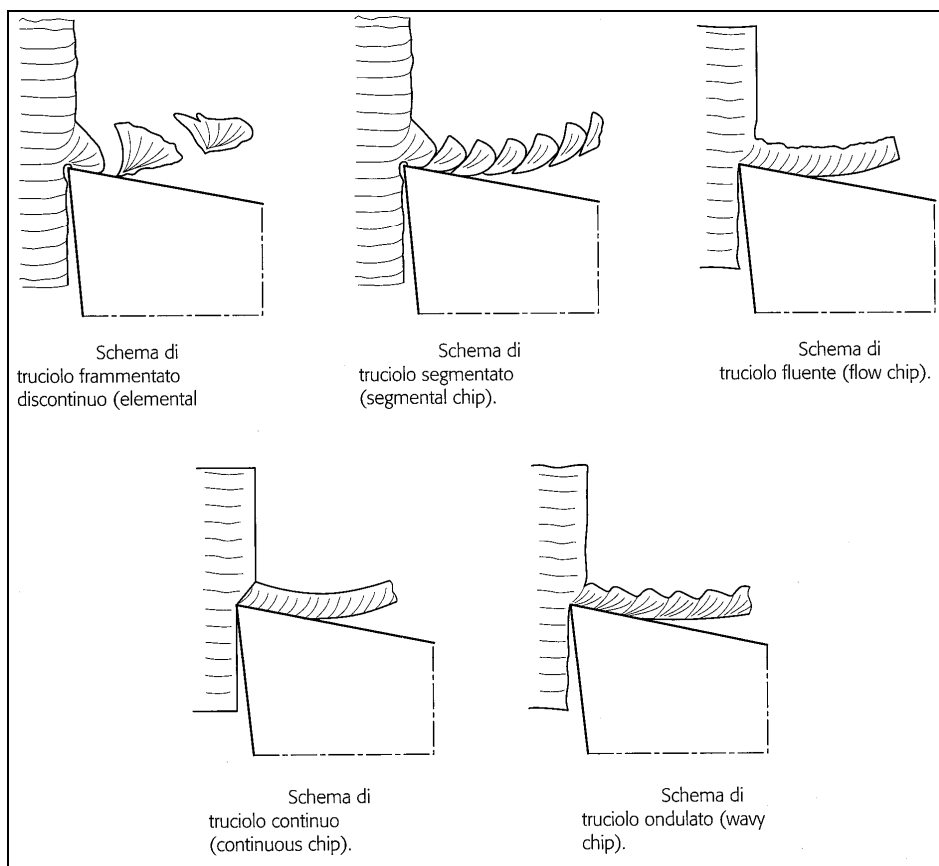 Schema di
truciolo frammentato
discontinuo (elemental
Schema di
truciolo segmentato
(segmental chip).
Schema di
truciolo fluente (flow chip).
Schema di
truciolo continuo
(continuous chip).
Schema di
truciolo ondulato (wavy
chip).